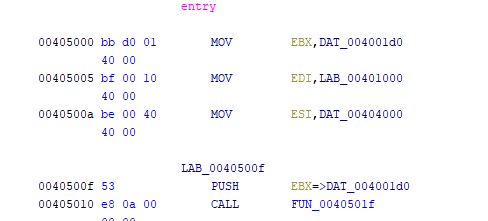 entry
00405000 bb d0 01 MOV EBX,DAT_004001d0
40 00
00405005 bf 00 10 MOV EDI,LAB_00401000
40 00
0040500a be 00 40 MOV ESI,DAT_00404000
40 00
LAB_0040500f
0040500f 53 PUSH EBX=>DAT_004001d0
00405010 e8 0a 00 CALL FUN_0040501f